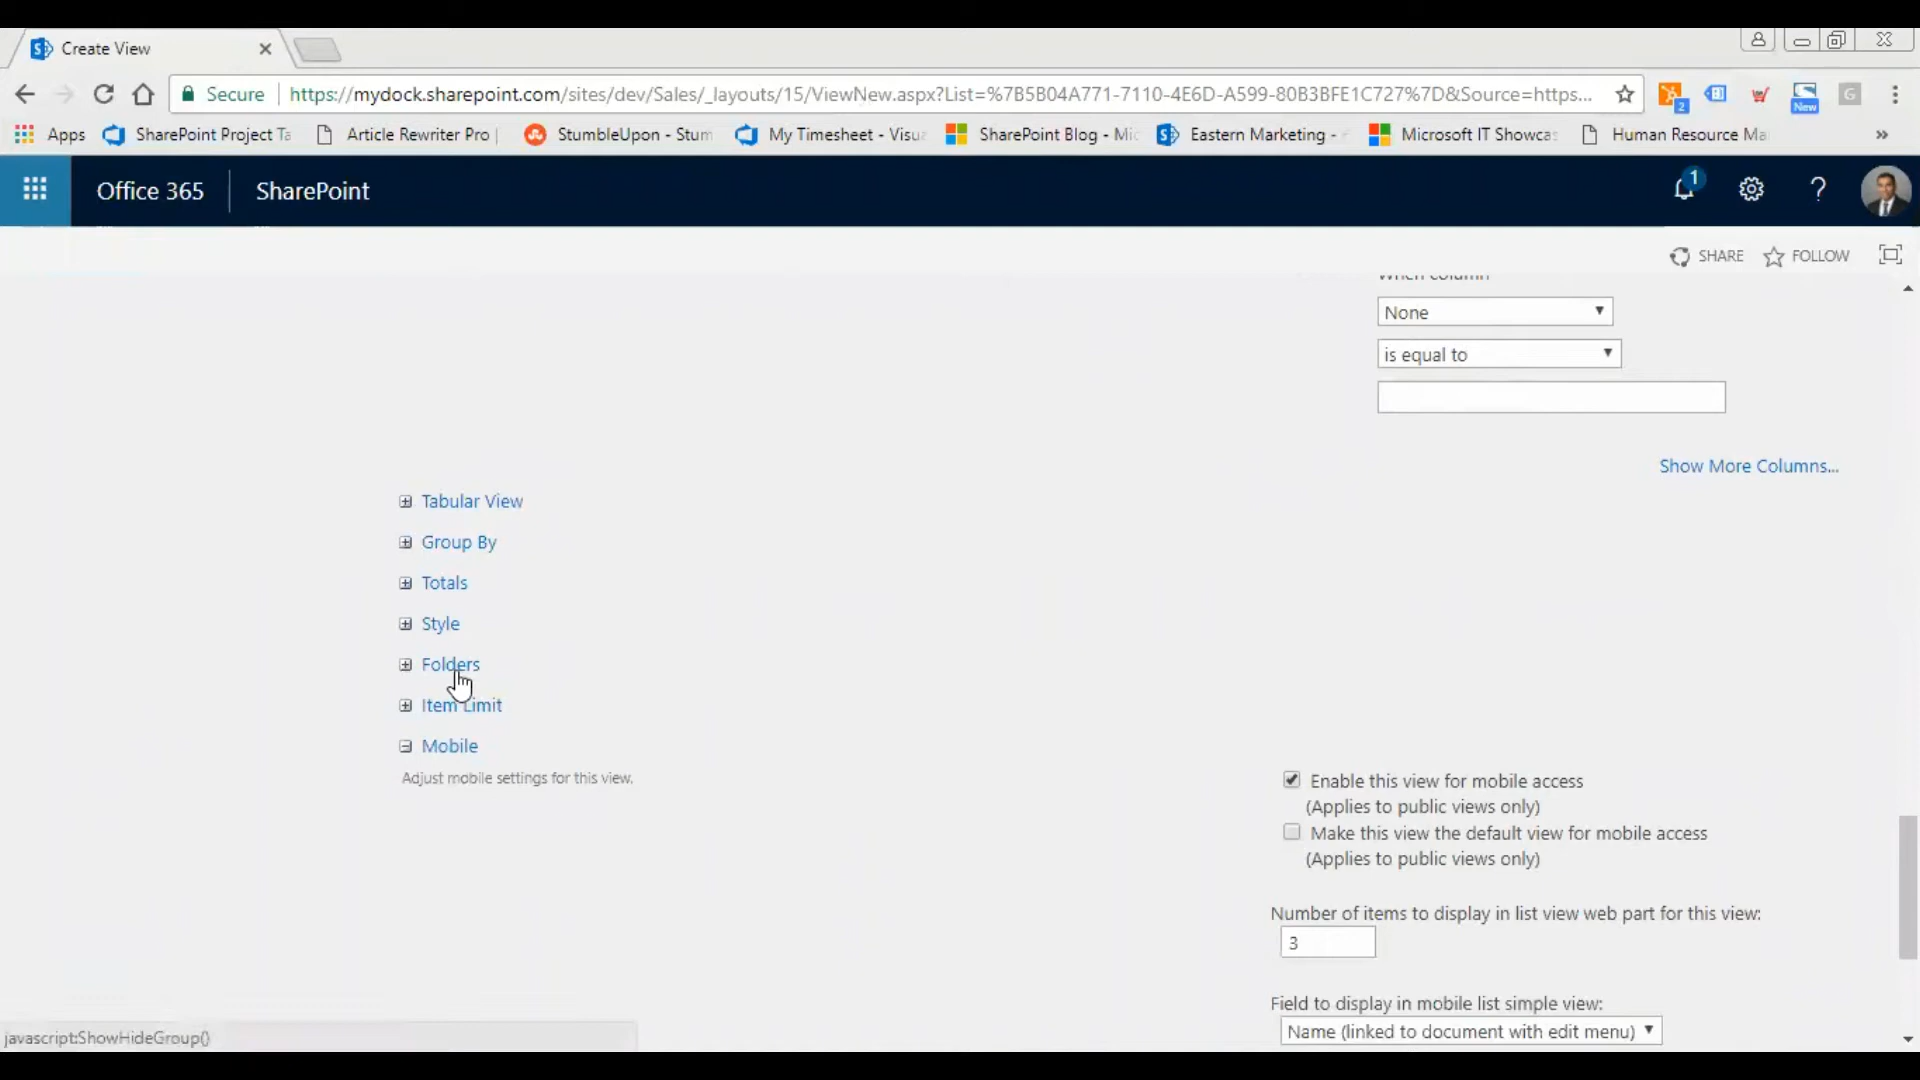 Create View
Secure https://mydock.sharepoint.com/sites/dev/Sales/_layouts/15/ViewNew.aspx?List=%7B5B04A771-7110-4E6D-A599-80B3BFE1C727%7D&Source=https...
2 New G
Apps SharePoint Project Ta Article Rewriter Pro | StumbleUpon - Stum My Timesheet - Visua SharePoint Blog - Mic Eastern Marketing - Microsoft IT Showcas Human Resource Ma »
Office 365 SharePoint 1 ?
SHARE FOLLOW
When column
None
is equal to
Show More Columns...
Tabular View
Group By
Totals
Style
Folders
Item Limit
Mobile
Adjust mobile settings for this view.
Enable this view for mobile access
(Applies to public views only)
Make this view the default view for mobile access
(Applies to public views only)
Number of items to display in list view web part for this view:
3
Field to display in mobile list simple view:
Name (linked to document with edit menu)
javascript:ShowHideGroup()